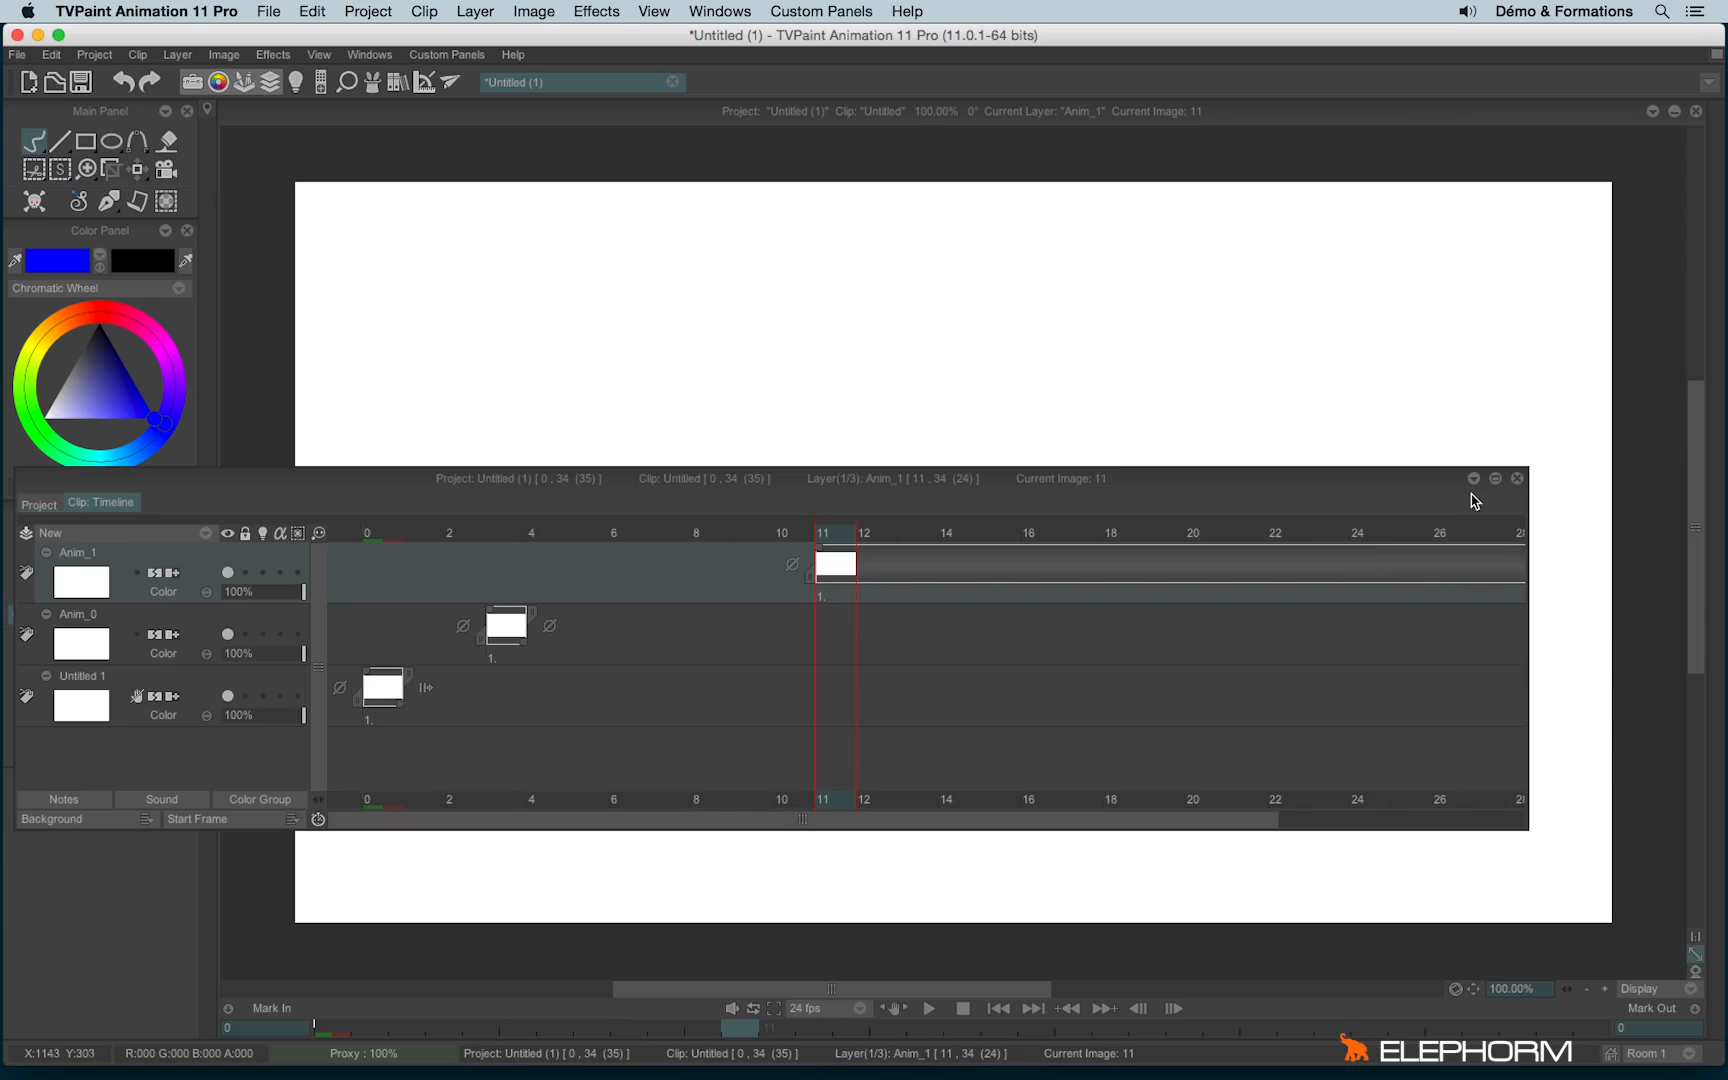 TVPaint Animation 11 Pro File Edit Project Clip Layer Image Effects View Windows Custom Panels Help Démo & Formations
*Untitled (1) - TVPaint Animation 11 Pro (11.0.1-64 bits)
File Edit Project Clip Layer Image Effects View Windows Custom Panels Help
*Untitled (1)
Main Panel
Project: "Untitled (1)" Clip: "Untitled" 100.00% 0° Current Layer: "Anim_1" Current Image: 11
Color Panel
Chromatic Wheel
Project: Untitled (1) [ 0 , 34 (35) ] Clip: Untitled [ 0 , 34 (35) ] Layer(1/3): Anim_1 [ 11 , 34 (24) ] Current Image: 11
Project Clip: Timeline
New 0 2 4 6 8 10 11 12 14 16 18 20 22 24 26
Anim_1
Color 100%
1.
Anim_0
Color 100%
1.
Untitled 1
Color 100%
1.
Notes Sound Color Group 0 2 4 6 8 10 11 12 14 16 18 20 22 24 26
Background Start Frame
100.00% - + Display
Mark In 24 fps Mark Out
0 11 0
X:1143 Y:303 R:000 G:000 B:000 A:000 Proxy : 100% Project: Untitled (1) [ 0 , 34 (35) ] Clip: Untitled [ 0 , 34 (35) ] Layer(1/3): Anim_1 [ 11 , 34 (24) ] Current Image: 11 ELEPHORM Room 1